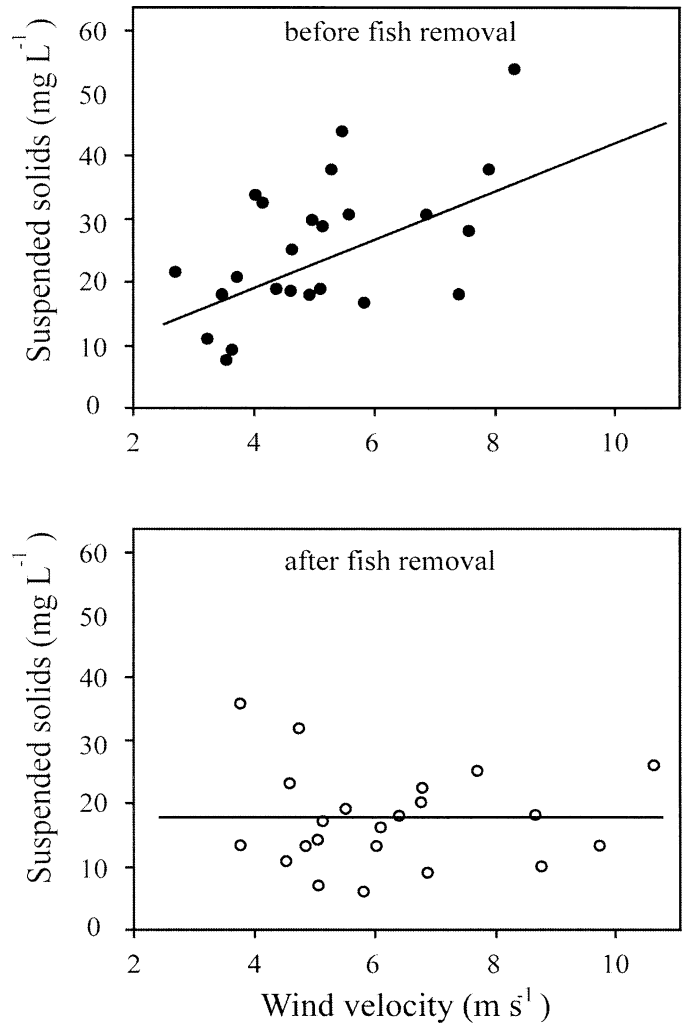 before fish removal
Suspended solids (mg L⁻¹)
60
50
40
30
20
10
0
2 4 6 8 10
after fish removal
Suspended solids (mg L⁻¹)
60
50
40
30
20
10
0
2 4 6 8 10
Wind velocity (m s⁻¹)